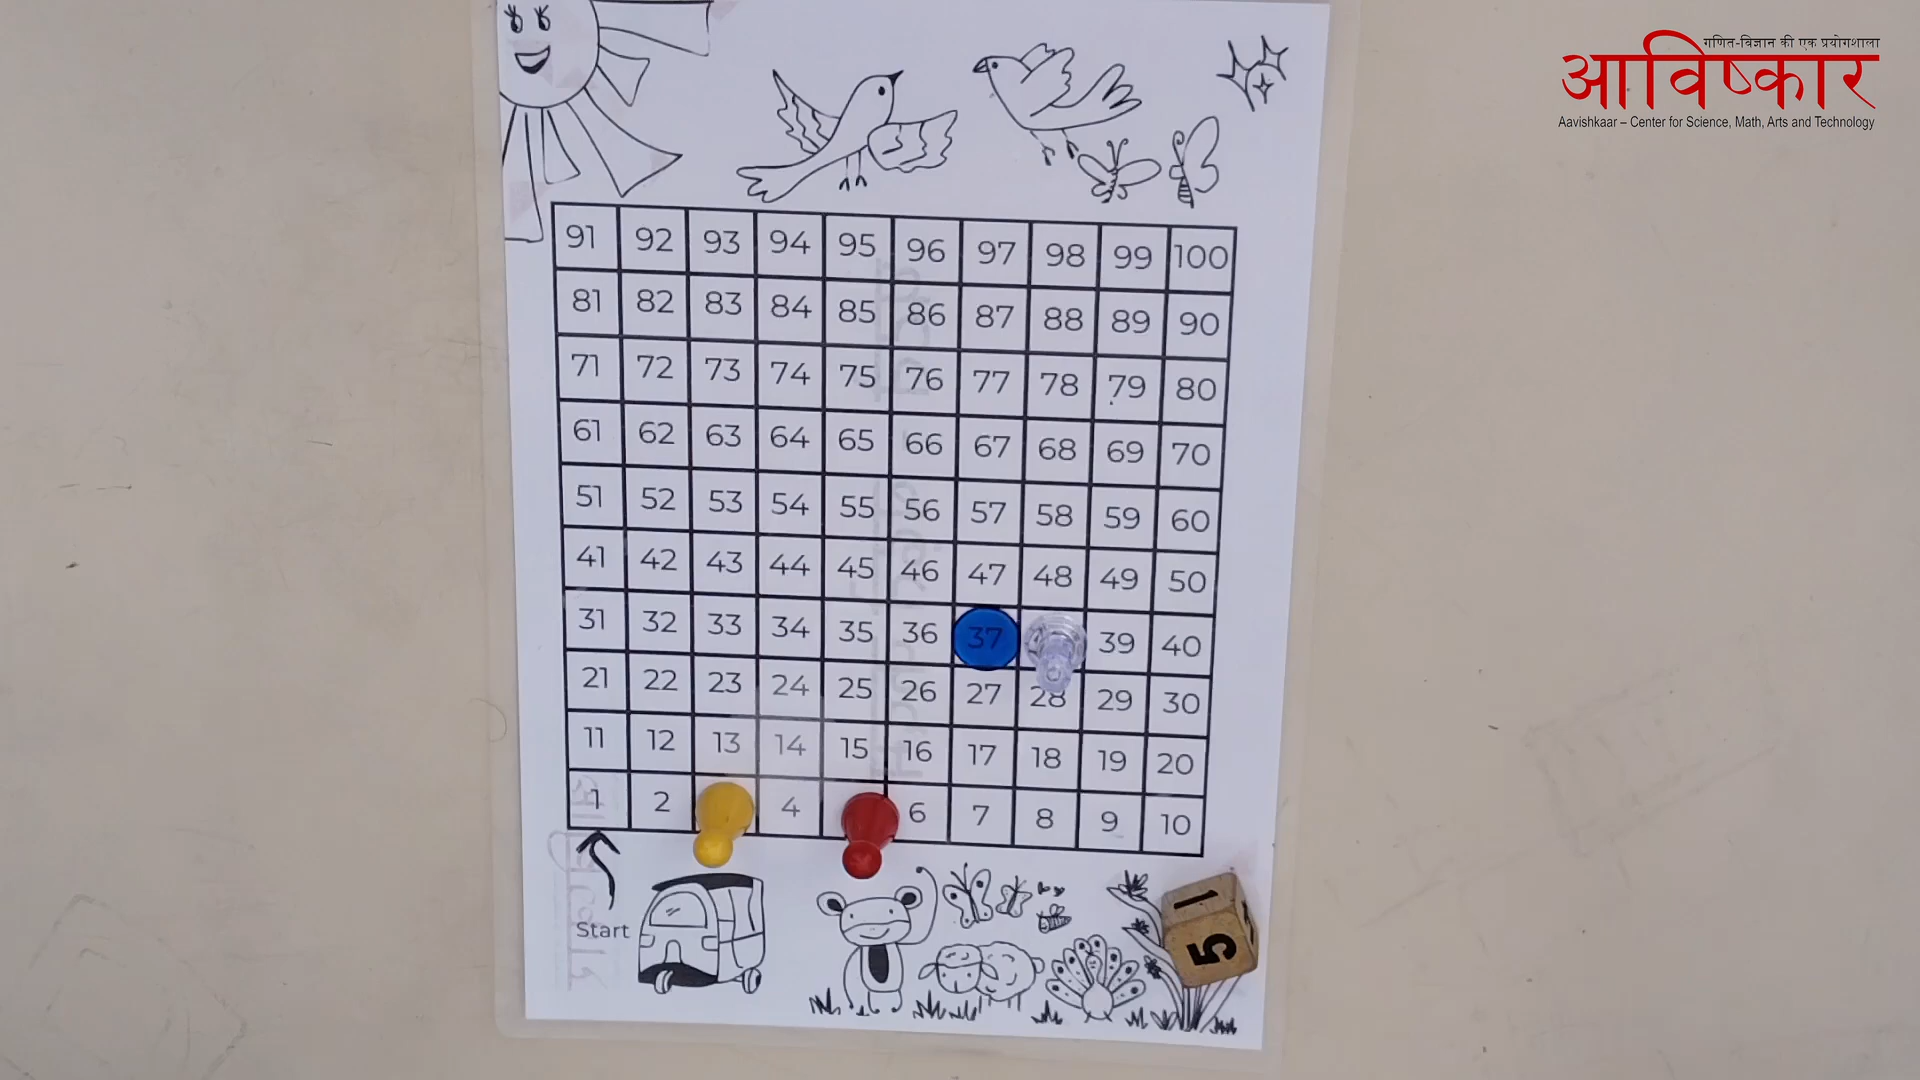 गणित-विज्ञान की एक प्रयोगशाला
आविष्कार
Aavishkaar – Center for Science, Math, Arts and Technology
91 92 93 94 95 96 97 98 99 100
81 82 83 84 85 86 87 88 89 90
71 72 73 74 75 76 77 78 79 80
61 62 63 64 65 66 67 68 69 70
51 52 53 54 55 56 57 58 59 60
41 42 43 44 45 46 47 48 49 50
31 32 33 34 35 36 37 39 40
21 22 23 24 25 26 27 28 29 30
11 12 13 14 15 16 17 18 19 20
1 2 4 6 7 8 9 10
Start
1
5